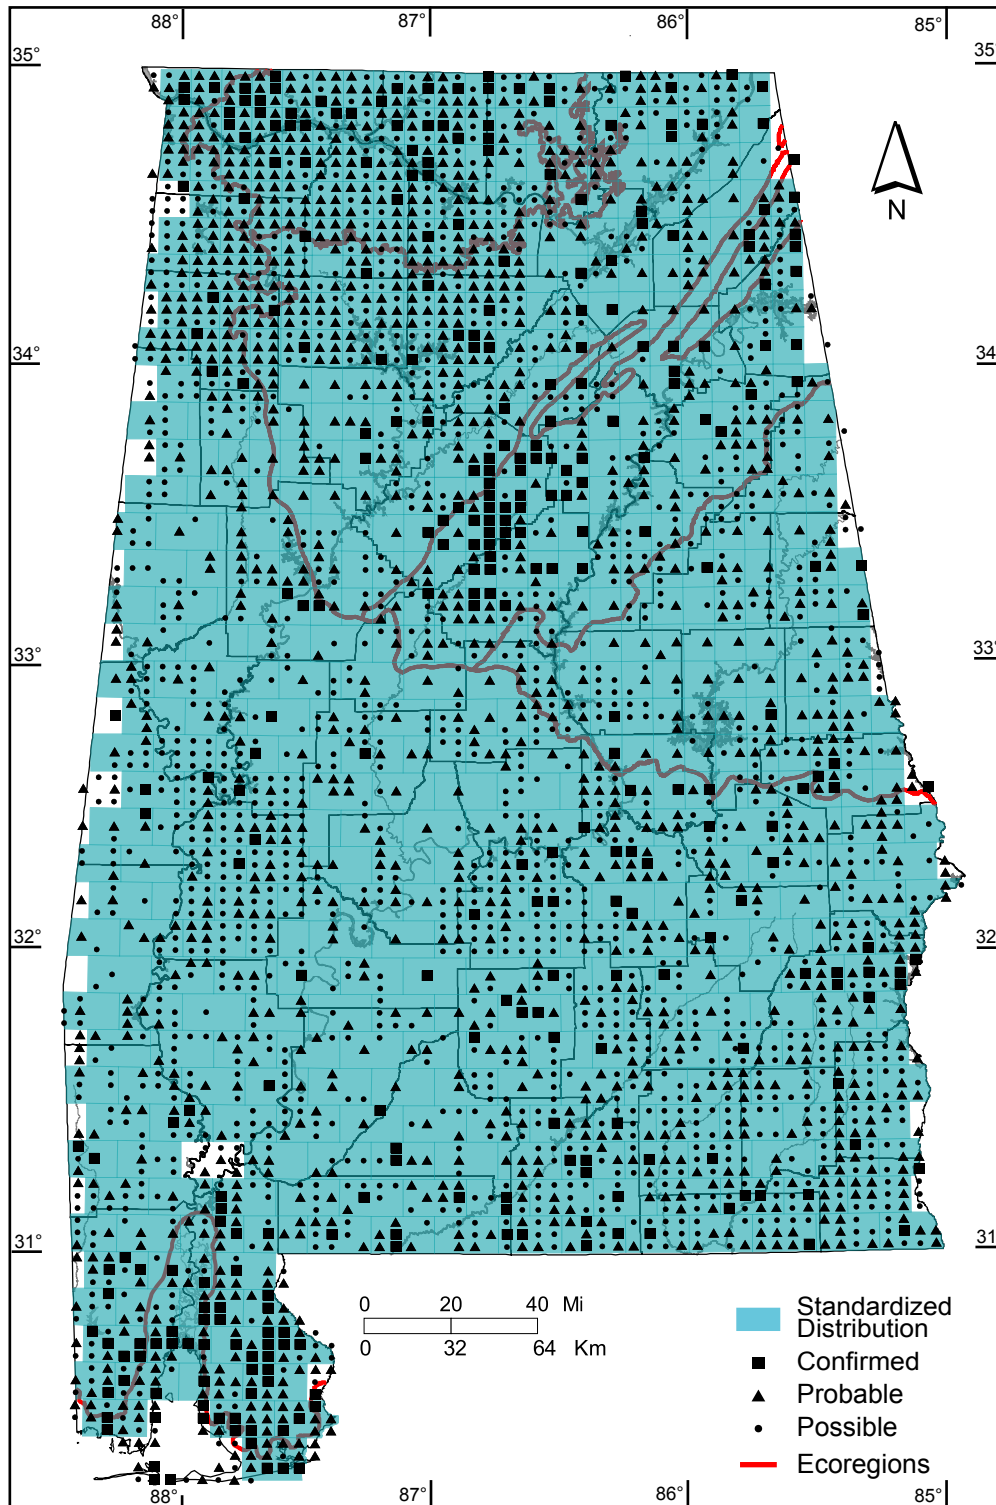 88° 87° 86° 85°
35° 35°
N
34° 34
33° 33°
32° 32
31° 31
0 20 40 Mi
0 32 64 Km
Standardized
Distribution
Confirmed
Probable
Possible
Ecoregions
88° 87° 86° 85°